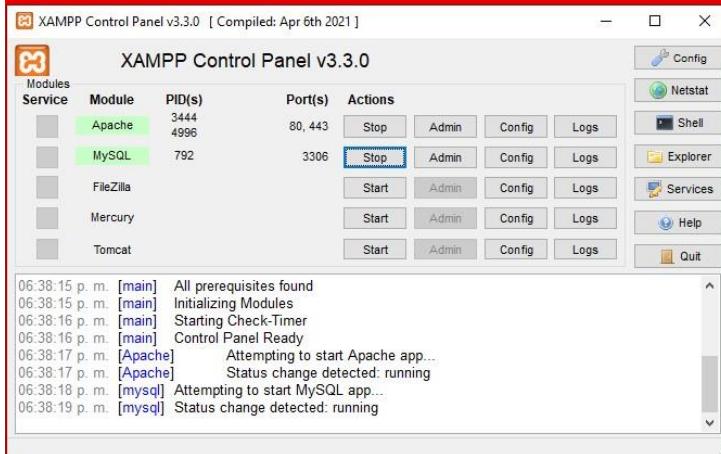 XAMPP Control Panel v3.3.0 [ Compiled: Apr 6th 2021 ]
XAMPP Control Panel v3.3.0
Config
Modules
Service Module PID(s) Port(s) Actions
Netstat
Apache 3444 4996 80, 443 Stop Admin Config Logs
Shell
MySQL 792 3306 Stop Admin Config Logs
Explorer
FileZilla Start Admin Config Logs
Services
Mercury Start Admin Config Logs
Help
Tomcat Start Admin Config Logs
Quit
06:38:15 p. m. [main] All prerequisites found
06:38:15 p. m. [main] Initializing Modules
06:38:16 p. m. [main] Starting Check-Timer
06:38:16 p. m. [main] Control Panel Ready
06:38:17 p. m. [Apache] Attempting to start Apache app...
06:38:17 p. m. [Apache] Status change detected: running
06:38:18 p. m. [mysql] Attempting to start MySQL app...
06:38:19 p. m. [mysql] Status change detected: running